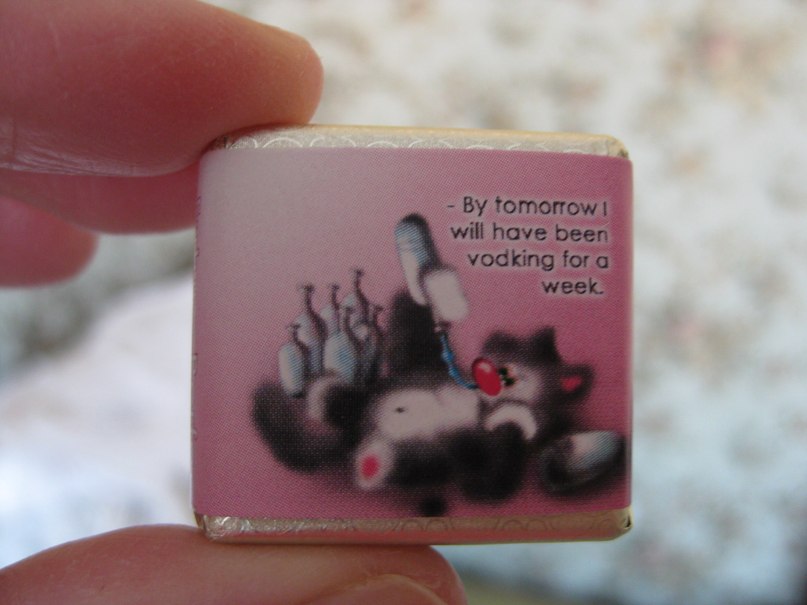 - By tomorrow I
will have been
vodking for a
week.